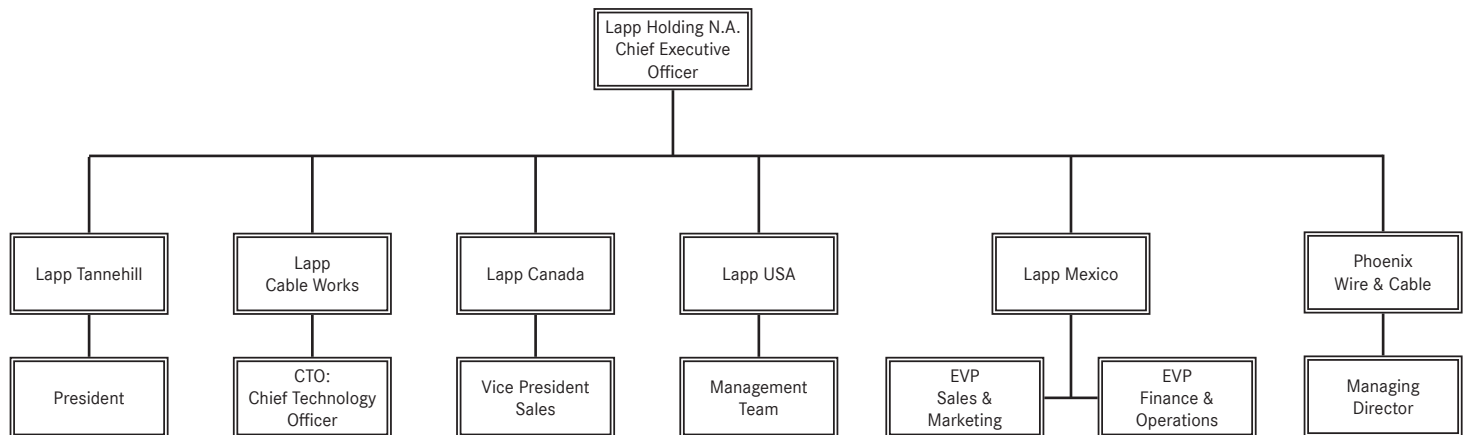 Lapp Holding N.A.
Chief Executive
Officer
Lapp Tannehill
Lapp
Cable Works
Lapp Canada
Lapp USA
Lapp Mexico
Phoenix
Wire & Cable
President
CTO:
Chief Technology
Officer
Vice President
Sales
Management
Team
EVP
Sales &
Marketing
EVP
Finance &
Operations
Managing
Director